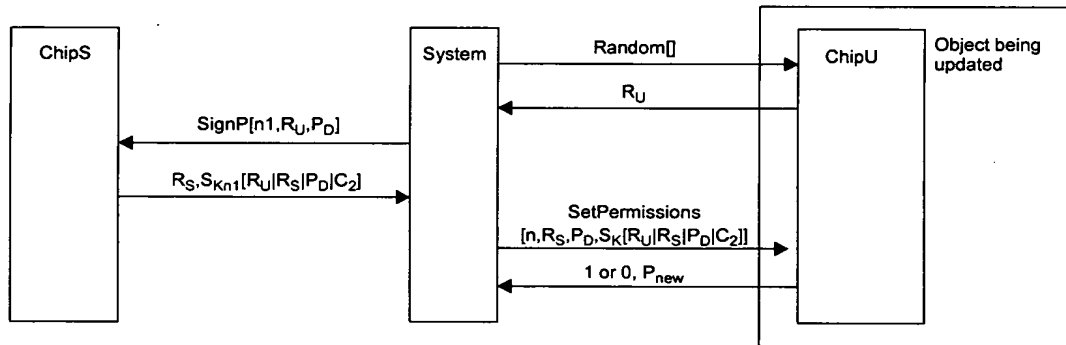 ChipS
System
Random[]
ChipU
Object being
updated
R_U
SignP[n1,R_U,P_D]
R_S,S_Kn1[R_U|R_S|P_D|C_2]
SetPermissions
[n,R_S,P_D,S_K[R_U|R_S|P_D|C_2]]
1 or 0, P_new